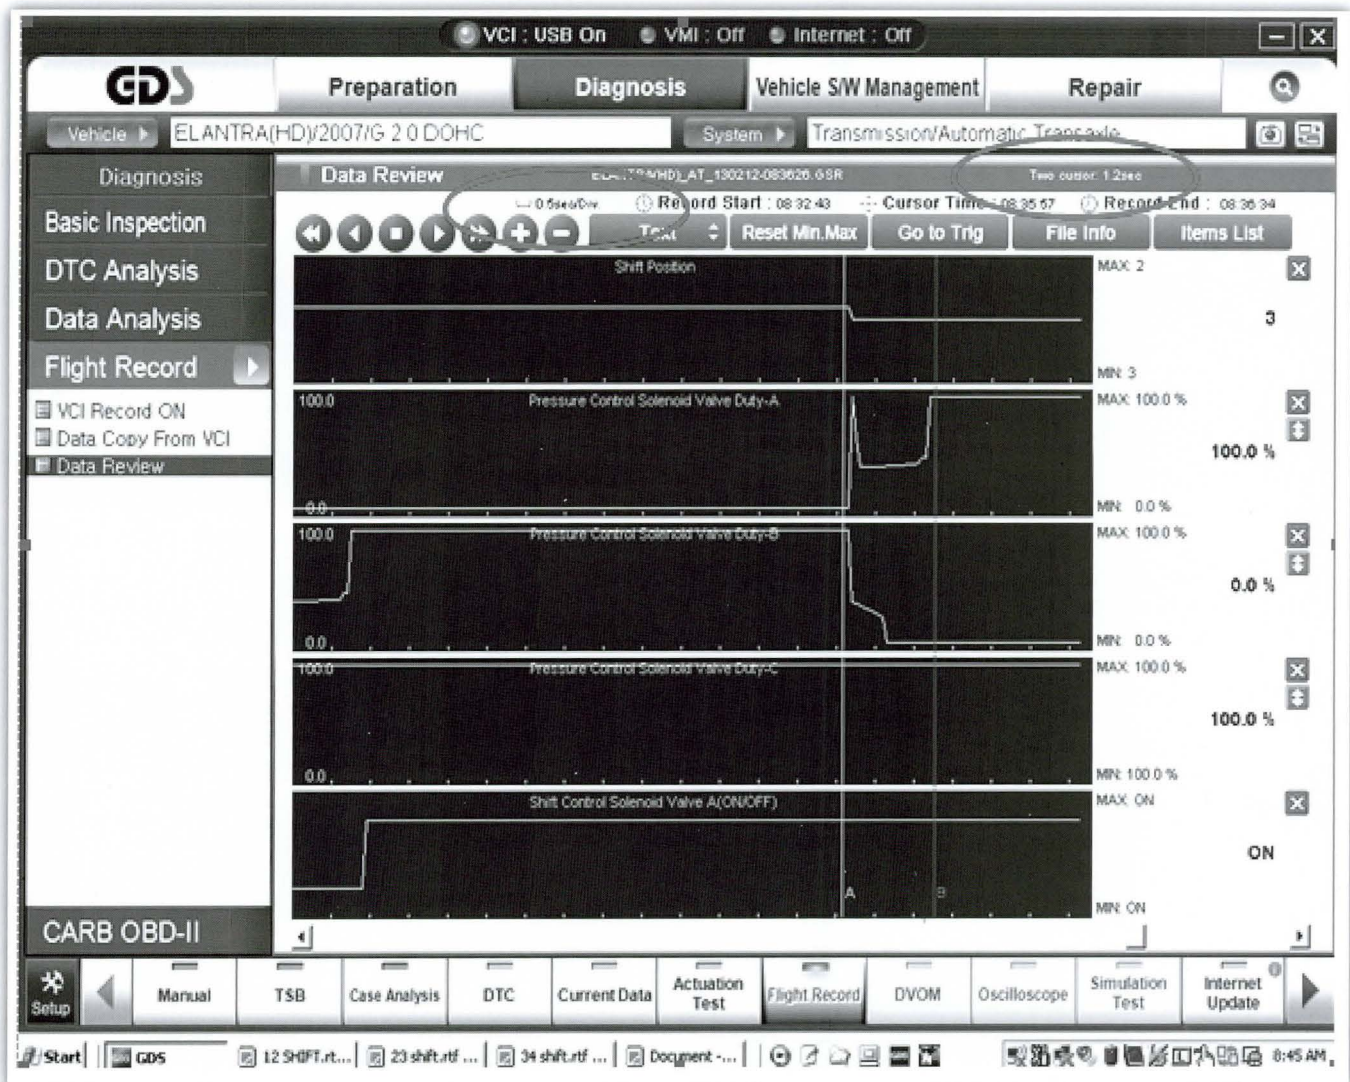 VCI : USB On VMI : Off Internet : Off
GDS Preparation Diagnosis Vehicle S/W Management Repair
Vehicle ELANTRA(HD)/2007/G 2.0 DOHC System Transmission/Automatic Transaxle
Diagnosis
Basic Inspection
DTC Analysis
Data Analysis
Flight Record
VCI Record ON
Data Copy From VCI
Data Review
CARB OBD-II
Data Review ELANTRA(HD)_AT_130212-083626.GSR Two cursor: 1.2sec
0.5sec/Div Record Start : 08:32:43 Cursor Time : 08:35:57 Record End : 08:36:34
Text Reset Min.Max Go to Trig File Info Items List
Shift Position MAX: 2
3
MIN: 3
100.0 Pressure Control Solenoid Valve Duty-A MAX: 100.0 %
100.0 %
0.0 MIN: 0.0 %
100.0 Pressure Control Solenoid Valve Duty-B MAX: 100.0 %
0.0 %
0.0 MIN: 0.0 %
100.0 Pressure Control Solenoid Valve Duty-C MAX: 100.0 %
100.0 %
0.0 MIN: 100.0 %
Shift Control Solenoid Valve A(ON/OFF) MAX: ON
ON
A B
MIN: ON
Setup Manual TSB Case Analysis DTC Current Data Actuation Test Flight Record DVOM Oscilloscope Simulation Test Internet Update
Start GDS 12 SHIFT.rt... 23 shift.rtf ... 34 shift.rtf ... Document -... 8:45 AM